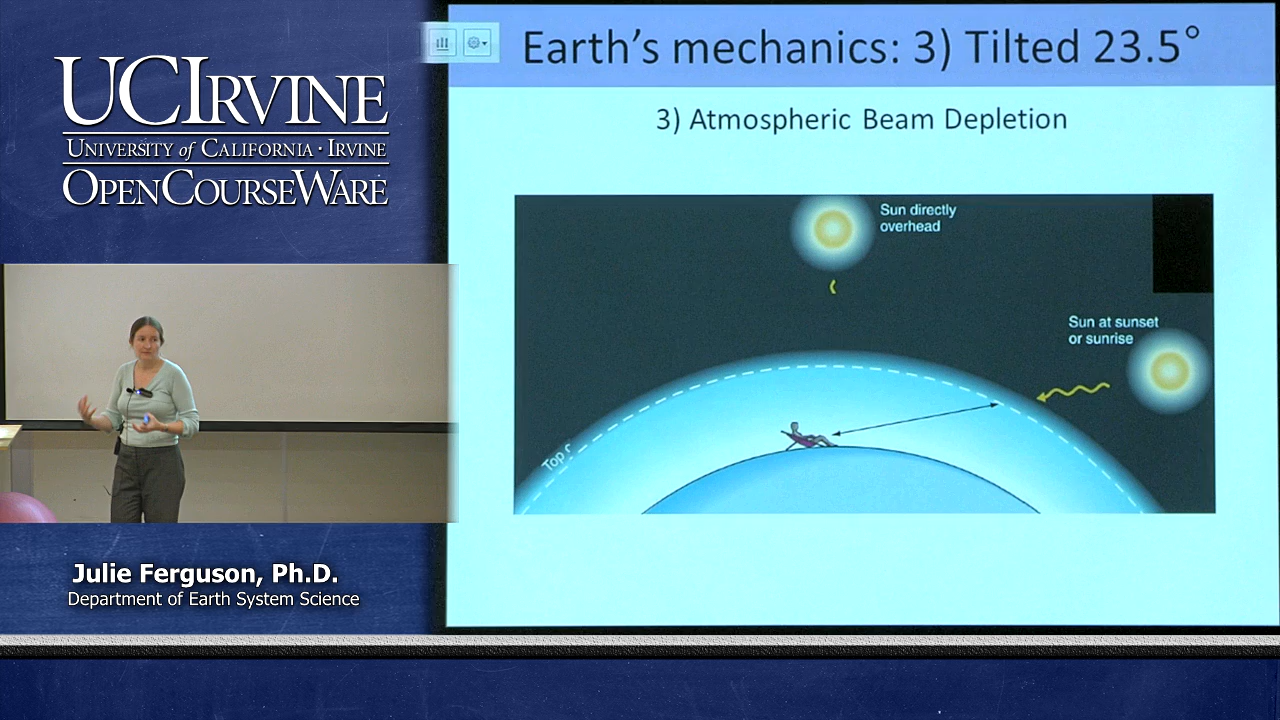 UCIRVINE
UNIVERSITY of CALIFORNIA · IRVINE
OPENCOURSEWARE
Julie Ferguson, Ph.D.
Department of Earth System Science
Earth's mechanics: 3) Tilted 23.5°
3) Atmospheric Beam Depletion
Sun directly
overhead
Sun at sunset
or sunrise
Top